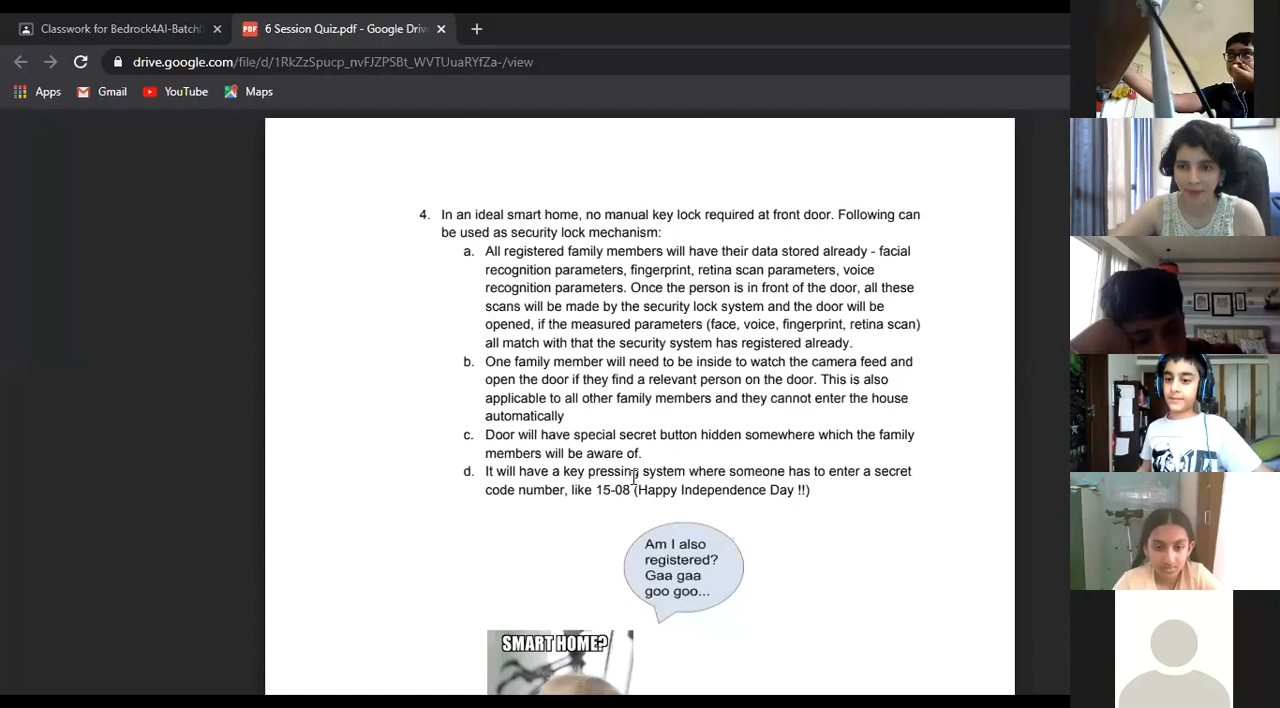 Classwork for Bedrock4AI-Batch
6 Session Quiz.pdf - Google Driv
drive.google.com/file/d/1RkZzSpucp_nvFJZPSBt_WVTUuaRYfZa-/view
Apps Gmail YouTube Maps
4. In an ideal smart home, no manual key lock required at front door. Following can
be used as security lock mechanism:
a. All registered family members will have their data stored already - facial
recognition parameters, fingerprint, retina scan parameters, voice
recognition parameters. Once the person is in front of the door, all these
scans will be made by the security lock system and the door will be
opened, if the measured parameters (face, voice, fingerprint, retina scan)
all match with that the security system has registered already.
b. One family member will need to be inside to watch the camera feed and
open the door if they find a relevant person on the door. This is also
applicable to all other family members and they cannot enter the house
automatically
c. Door will have special secret button hidden somewhere which the family
members will be aware of.
d. It will have a key pressing system where someone has to enter a secret
code number, like 15-08 (Happy Independence Day !!)
Am I also
registered?
Gaa gaa
goo goo...
SMART HOME?